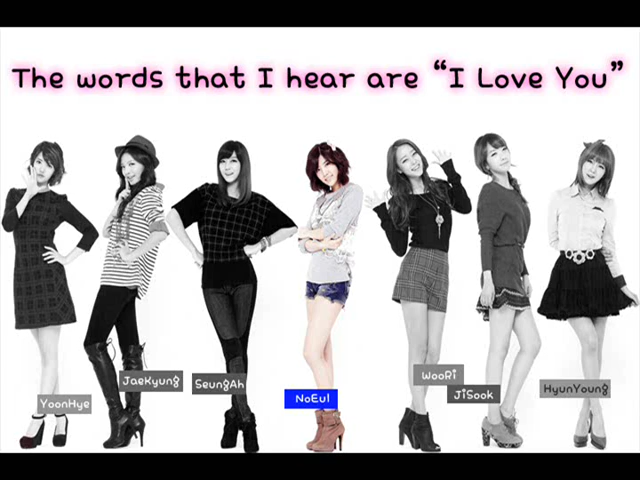 The words that I hear are “I Love You”
YoonHye
JaeKyung
SeungAh
NoEul
WooRi
JiSook
HyunYoung